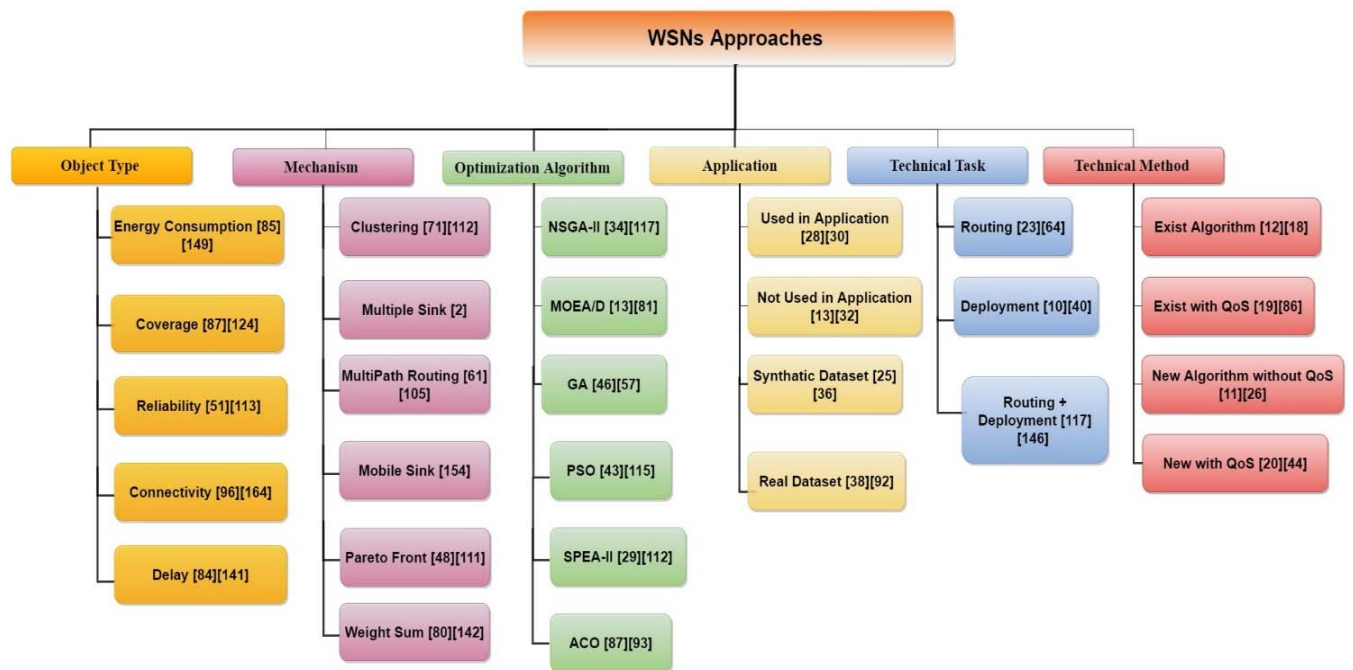 WSNs Approaches
Object Type
Energy Consumption [85]
[149]
Coverage [87][124]
Reliability [51][113]
Connectivity [96][164]
Delay [84][141]
Mechanism
Clustering [71][112]
Multiple Sink [2]
MultiPath Routing [61]
[105]
Mobile Sink [154]
Pareto Front [48][111]
Weight Sum [80][142]
Optimization Algorithm
NSGA-II [34][117]
MOEA/D [13][81]
GA [46][57]
PSO [43][115]
SPEA-II [29][112]
ACO [87][93]
Application
Used in Application
[28][30]
Not Used in Application
[13][32]
Synthatic Dataset [25]
[36]
Real Dataset [38][92]
Technical Task
Routing [23][64]
Deployment [10][40]
Routing +
Deployment [117]
[146]
Technical Method
Exist Algorithm [12][18]
Exist with QoS [19][86]
New Algorithm without QoS
[11][26]
New with QoS [20][44]